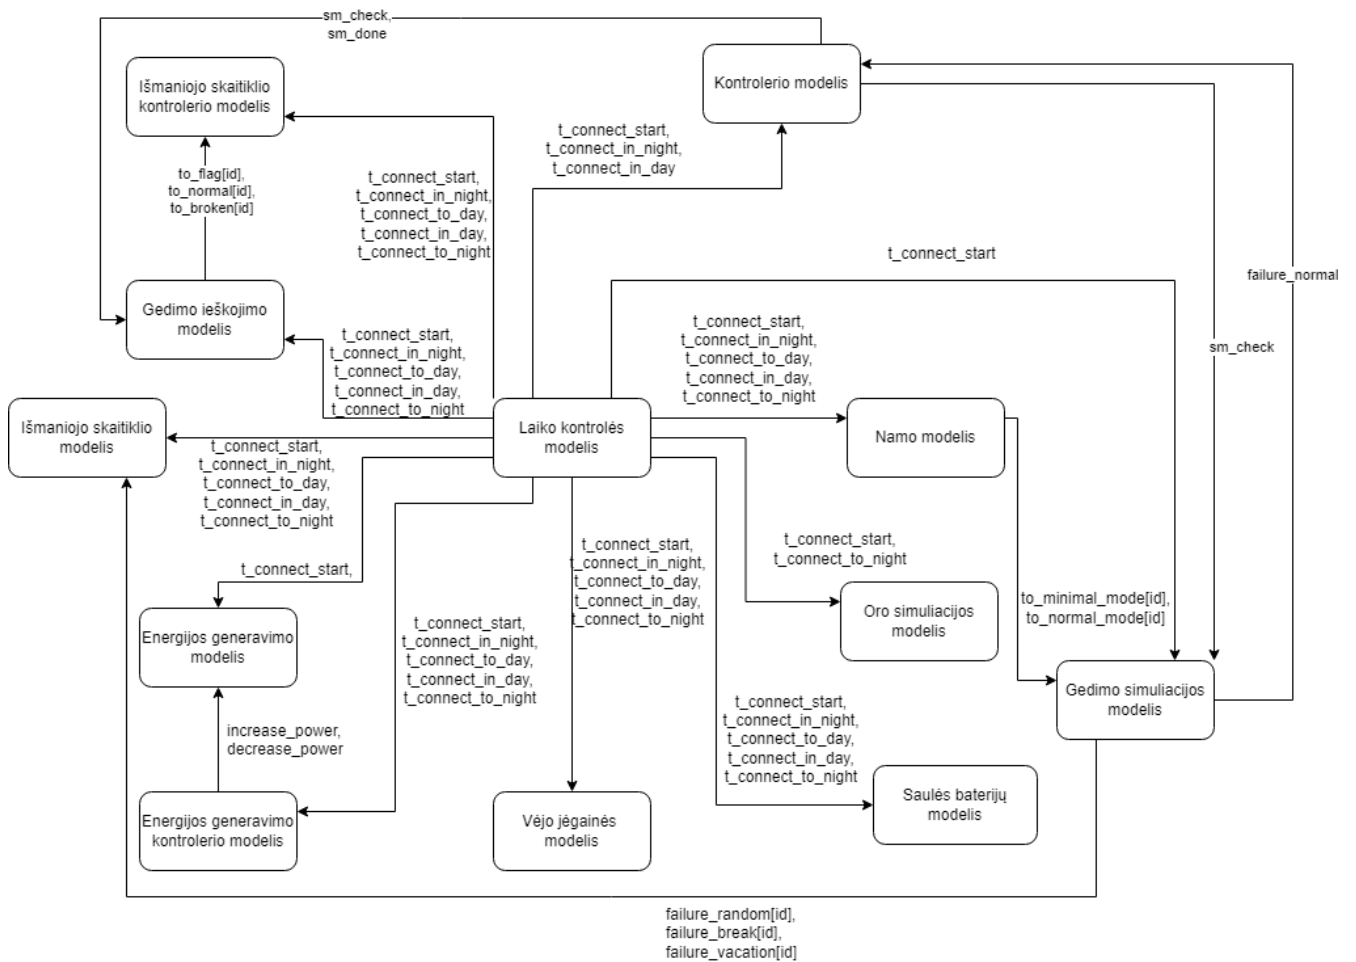 sm_check,
sm_done
Išmaniojo skaitiklio
kontrolerio modelis
Kontrolerio modelis
t_connect_start,
t_connect_in_night,
t_connect_in_day
to_flag[id],
to_normal[id],
to_broken[id]
t_connect_start,
t_connect_in_night,
t_connect_to_day,
t_connect_in_day,
t_connect_to_night
t_connect_start
failure_normal
Gedimo ieškojimo
modelis
t_connect_start,
t_connect_in_night,
t_connect_to_day,
t_connect_in_day,
t_connect_to_night
t_connect_start,
t_connect_in_night,
t_connect_to_day,
t_connect_in_day,
t_connect_to_night
sm_check
Išmaniojo skaitiklio
modelis
Laiko kontrolės
modelis
Namo modelis
t_connect_start,
t_connect_in_night,
t_connect_to_day,
t_connect_in_day,
t_connect_to_night
t_connect_start,
t_connect_start,
t_connect_in_night,
t_connect_to_day,
t_connect_in_day,
t_connect_to_night
t_connect_start,
t_connect_to_night
Energijos generavimo
modelis
t_connect_start,
t_connect_in_night,
t_connect_to_day,
t_connect_in_day,
t_connect_to_night
Oro simuliacijos
modelis
to_minimal_mode[id],
to_normal_mode[id]
Gedimo simuliacijos
modelis
increase_power,
decrease_power
t_connect_start,
t_connect_in_night,
t_connect_to_day,
t_connect_in_day,
t_connect_to_night
Energijos generavimo
kontrolerio modelis
Vėjo jėgainės
modelis
Saulės baterijų
modelis
failure_random[id],
failure_break[id],
failure_vacation[id]